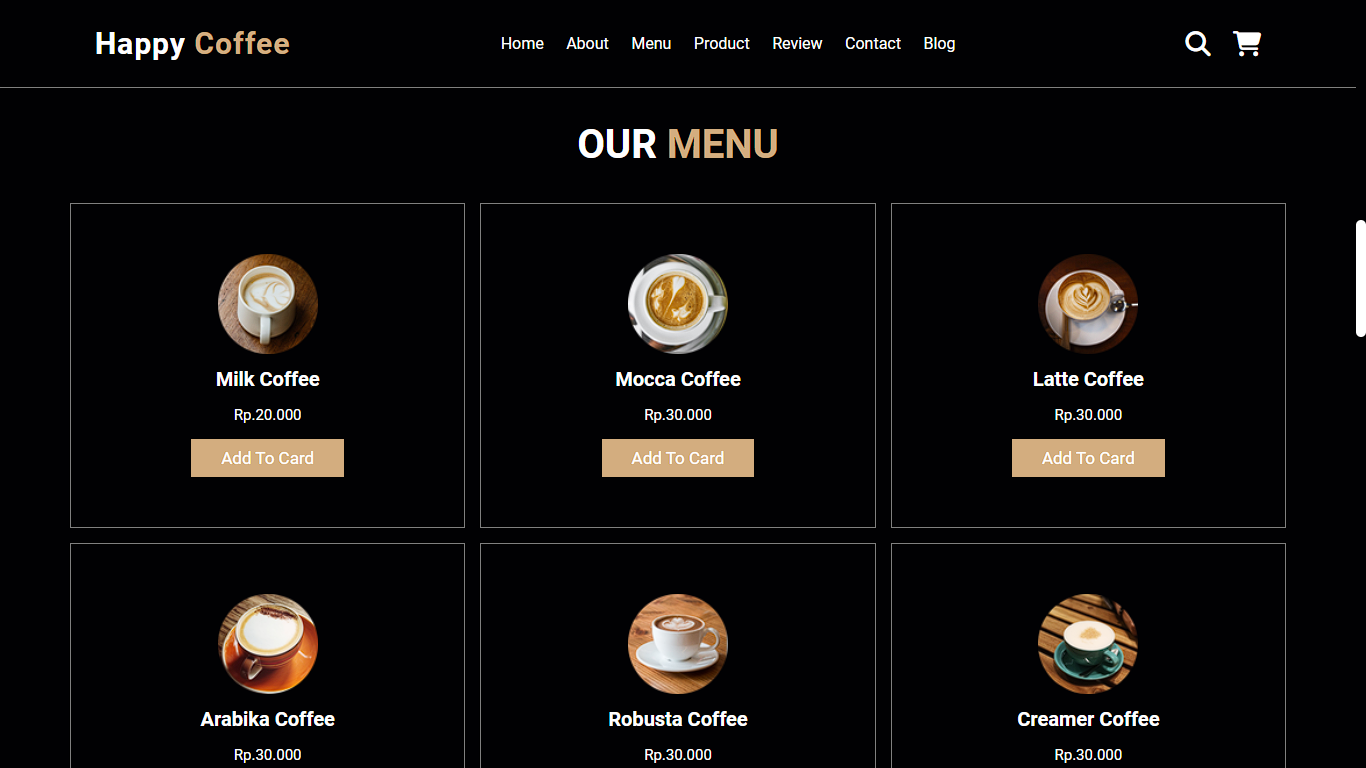 Happy Coffee
Home About Menu Product Review Contact Blog
OUR MENU
Milk Coffee
Rp.20.000
Add To Card
Mocca Coffee
Rp.30.000
Add To Card
Latte Coffee
Rp.30.000
Add To Card
Arabika Coffee
Rp.30.000
Robusta Coffee
Rp.30.000
Creamer Coffee
Rp.30.000